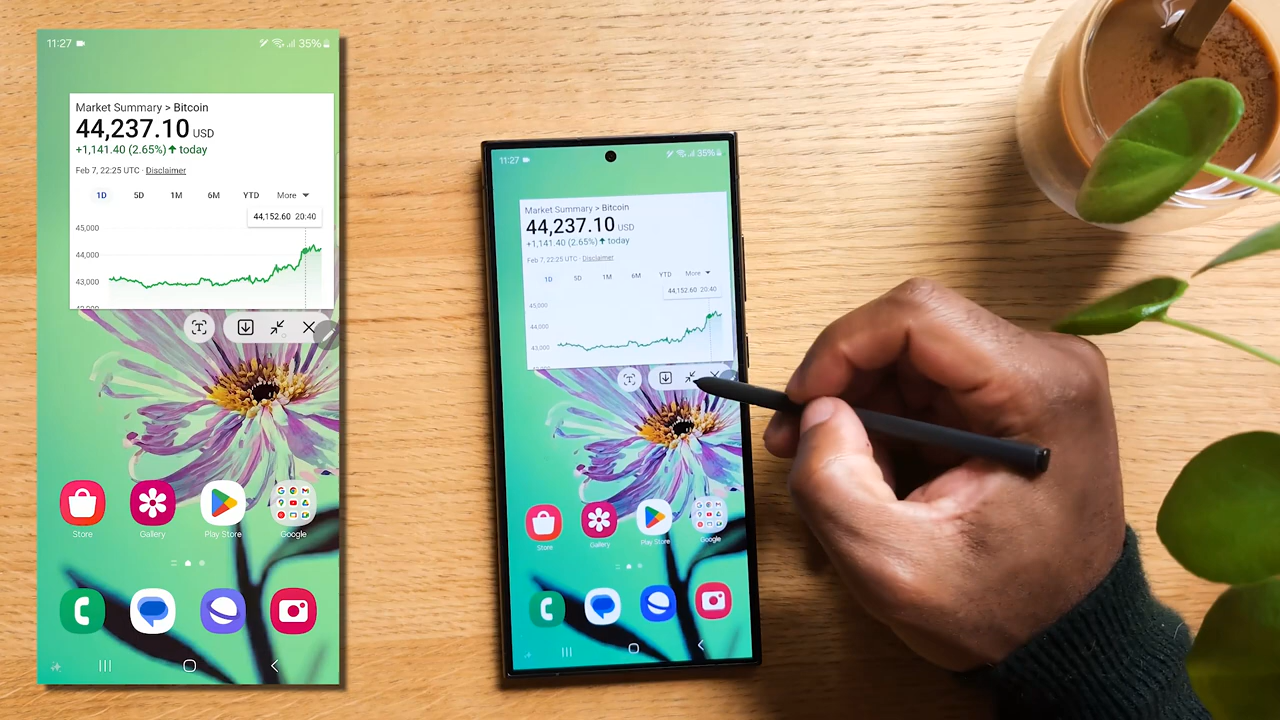 11:27
35%
Market Summary > Bitcoin
44,237.10 USD
+1,141.40 (2.65%) today
Feb 7, 22:25 UTC · Disclaimer
1D 5D 1M 6M YTD More
44,152.60 20:40
45,000
44,000
43,000
T
Store Gallery Play Store Google
11:27
35%
Market Summary > Bitcoin
44,237.10 USD
+1,141.40 (2.65%) today
Feb 7, 22:25 UTC · Disclaimer
1D 5D 1M 6M YTD More
44,152.60 20:40
45,000
44,000
43,000
T
Store Gallery Play Store Google